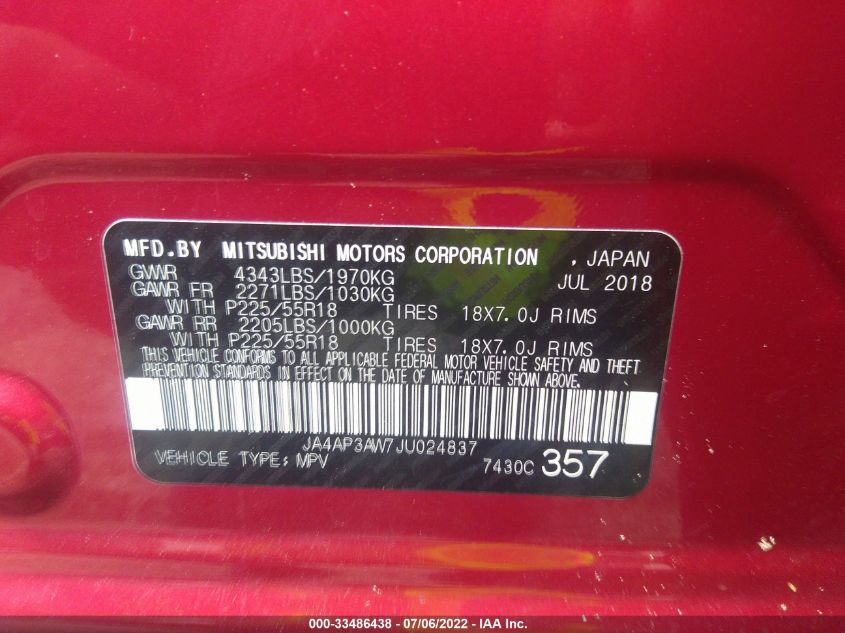 MFD.BY MITSUBISHI MOTORS CORPORATION , JAPAN
GVWR 4343LBS/1970KG JUL 2018
GAWR FR 2271LBS/1030KG
WITH P225/55R18 TIRES 18X7.0J RIMS
GAWR RR 2205LBS/1000KG
WITH P225/55R18 TIRES 18X7.0J RIMS
THIS VEHICLE CONFORMS TO ALL APPLICABLE FEDERAL MOTOR VEHICLE SAFETY AND THEFT
PREVENTION STANDARDS IN EFFECT ON THE DATE OF MANUFACTURE SHOWN ABOVE.
JA4AP3AW7JU024837
VEHICLE TYPE: MPV 7430C 357
000-33486438 - 07/06/2022 - IAA Inc.